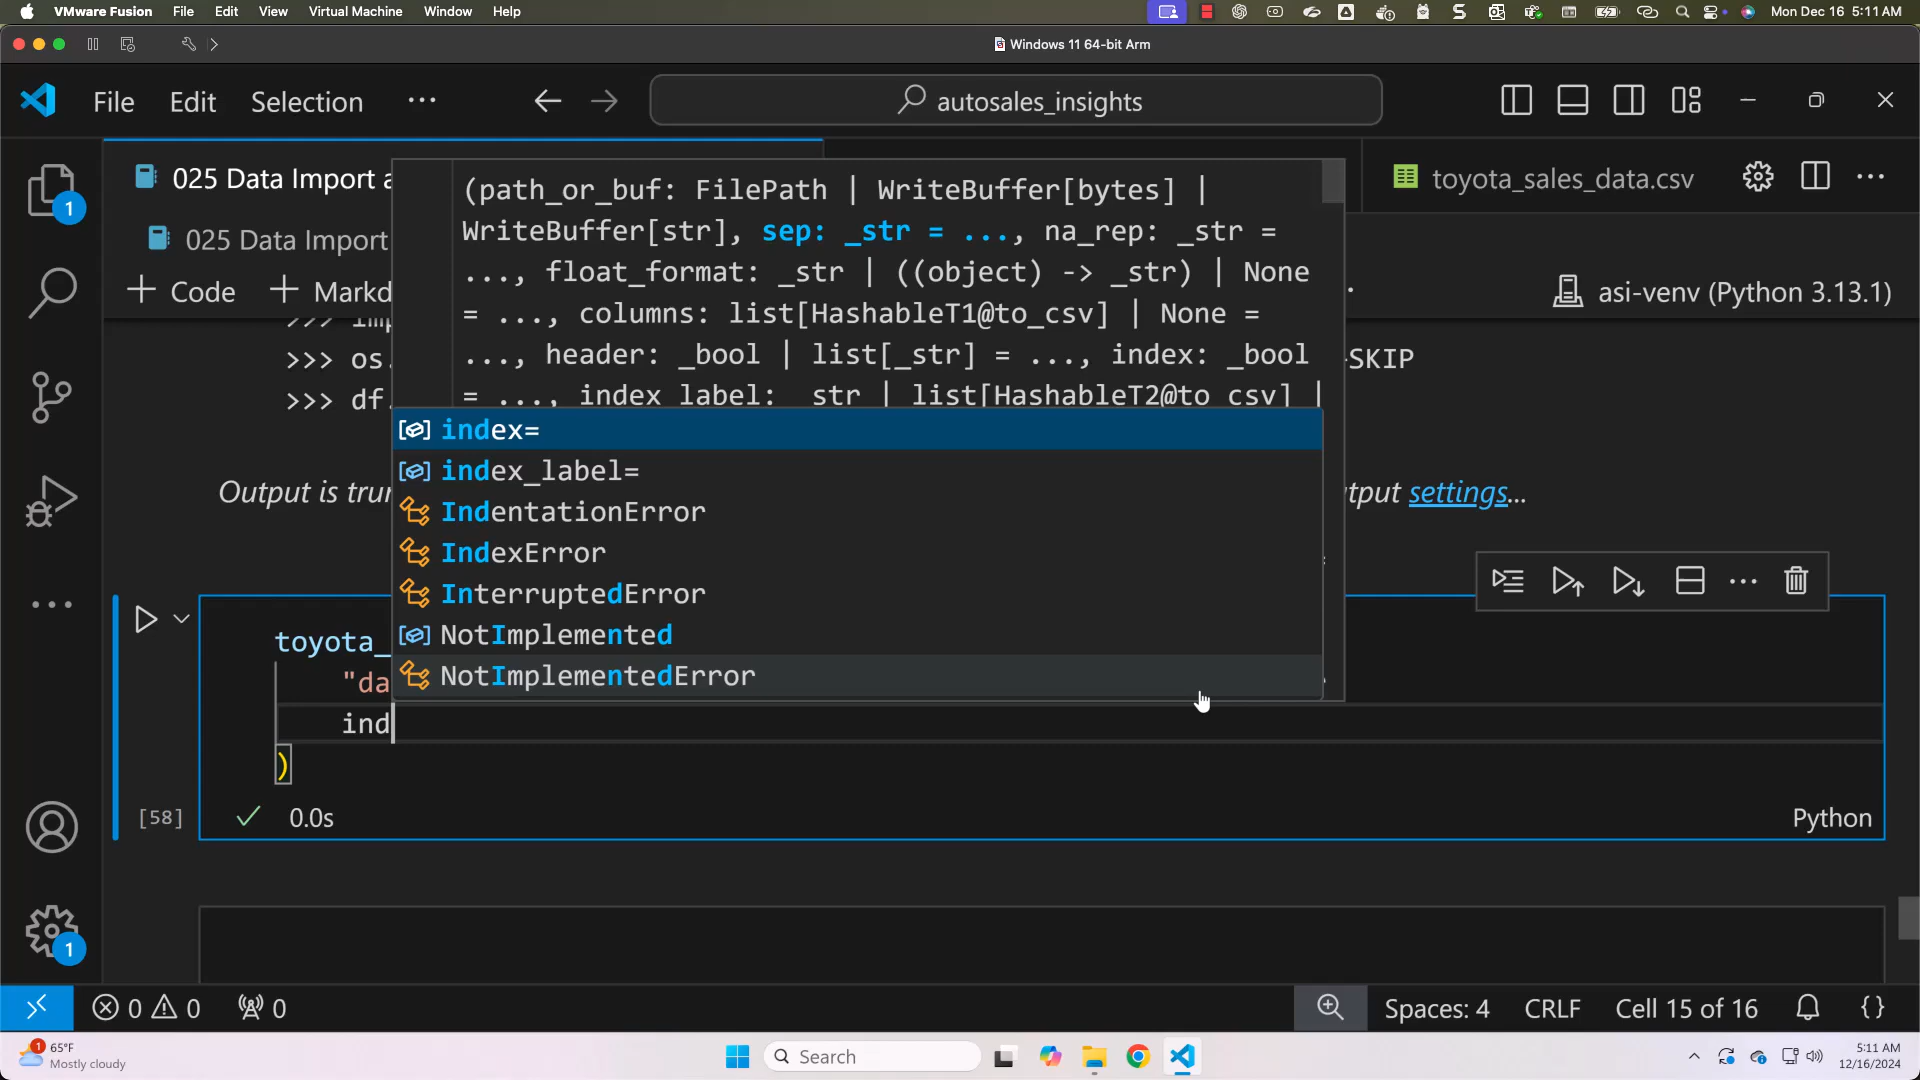 VMware Fusion File Edit View Virtual Machine Window Help Mon Dec 16 5:11 AM
Windows 11 64-bit Arm
File Edit Selection ··· autosales_insights
025 Data Import a toyota_sales_data.csv
025 Data Import
+ Code + Markd asi-venv (Python 3.13.1)
(path_or_buf: FilePath | WriteBuffer[bytes] |
WriteBuffer[str], sep: _str = ..., na_rep: _str =
..., float_format: _str | ((object) -> _str) | None
= ..., columns: list[HashableT1@to_csv] | None =
..., header: _bool | list[_str] = ..., index: _bool
= ..., index_label: _str | list[HashableT2@to_csv] |
>>> imp
>>> os. SKIP
>>> df.
index=
index_label=
IndentationError
IndexError
InterruptedError
NotImplemented
NotImplementedError
Output is trun tput settings...
toyota_
"da
ind
)
[58] 0.0s Python
0 0 0 Spaces: 4 CRLF Cell 15 of 16 {}
1
1
1 65°F
Mostly cloudy
Search
5:11 AM
12/16/2024